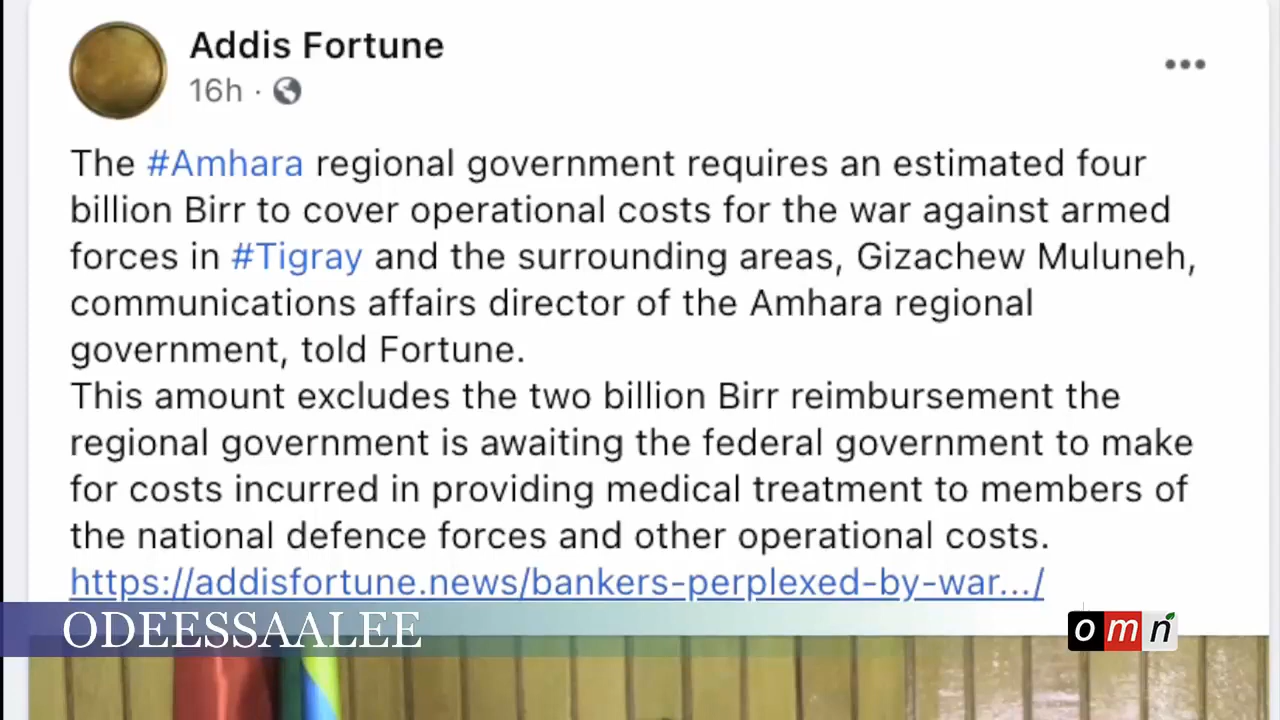 Addis Fortune
16h ·
The #Amhara regional government requires an estimated four
billion Birr to cover operational costs for the war against armed
forces in #Tigray and the surrounding areas, Gizachew Muluneh,
communications affairs director of the Amhara regional
government, told Fortune.
This amount excludes the two billion Birr reimbursement the
regional government is awaiting the federal government to make
for costs incurred in providing medical treatment to members of
the national defence forces and other operational costs.
https://addisfortune.news/bankers-perplexed-by-war.../
ODEESSAALEE
omn